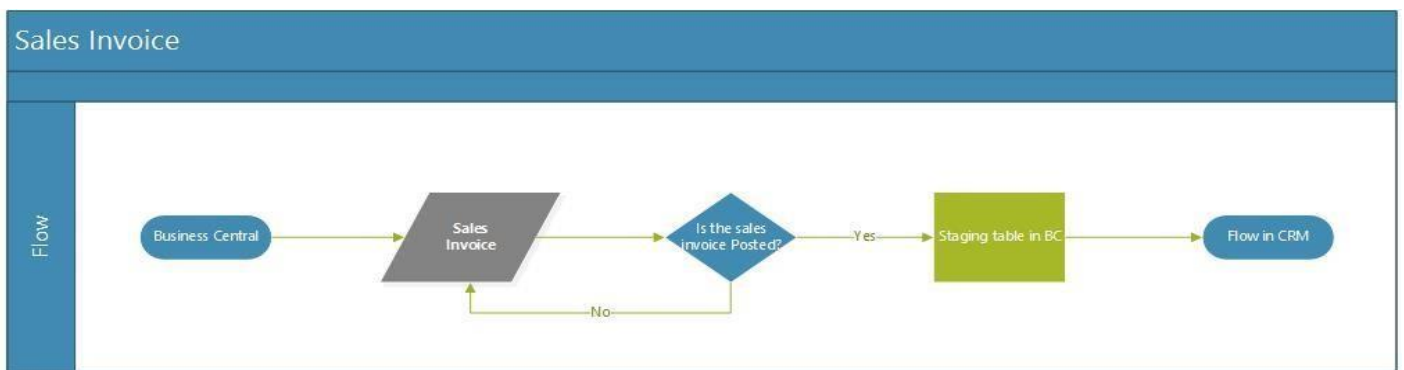 Sales Invoice
Flow
Business Central
Sales
Invoice
Is the sales
invoice Posted?
Yes
Staging table in BC
Flow in CRM
No